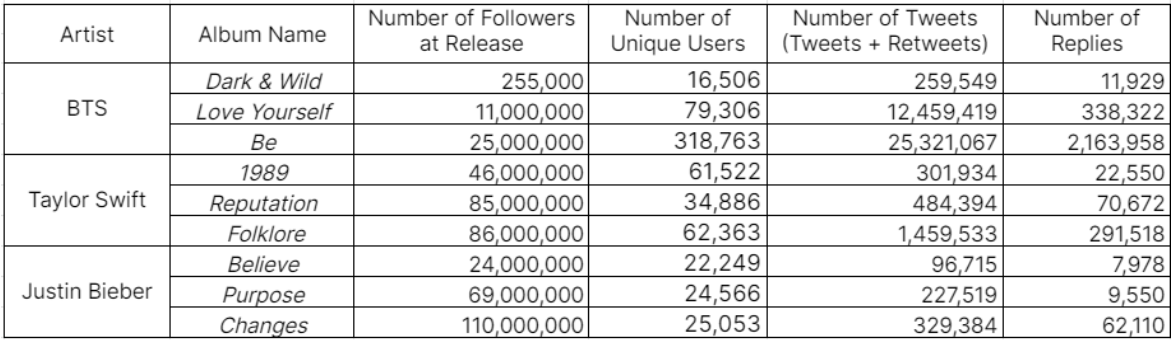 Artist Album Name Number of Followers at Release Number of Unique Users Number of Tweets (Tweets + Retweets) Number of Replies
BTS
Dark & Wild 255,000 16,506 259,549 11,929
Love Yourself 11,000,000 79,306 12,459,419 338,322
Be 25,000,000 318,763 25,321,067 2,163,958
Taylor Swift
1989 46,000,000 61,522 301,934 22,550
Reputation 85,000,000 34,886 484,394 70,672
Folklore 86,000,000 62,363 1,459,533 291,518
Justin Bieber
Believe 24,000,000 22,249 96,715 7,978
Purpose 69,000,000 24,566 227,519 9,550
Changes 110,000,000 25,053 329,384 62,110